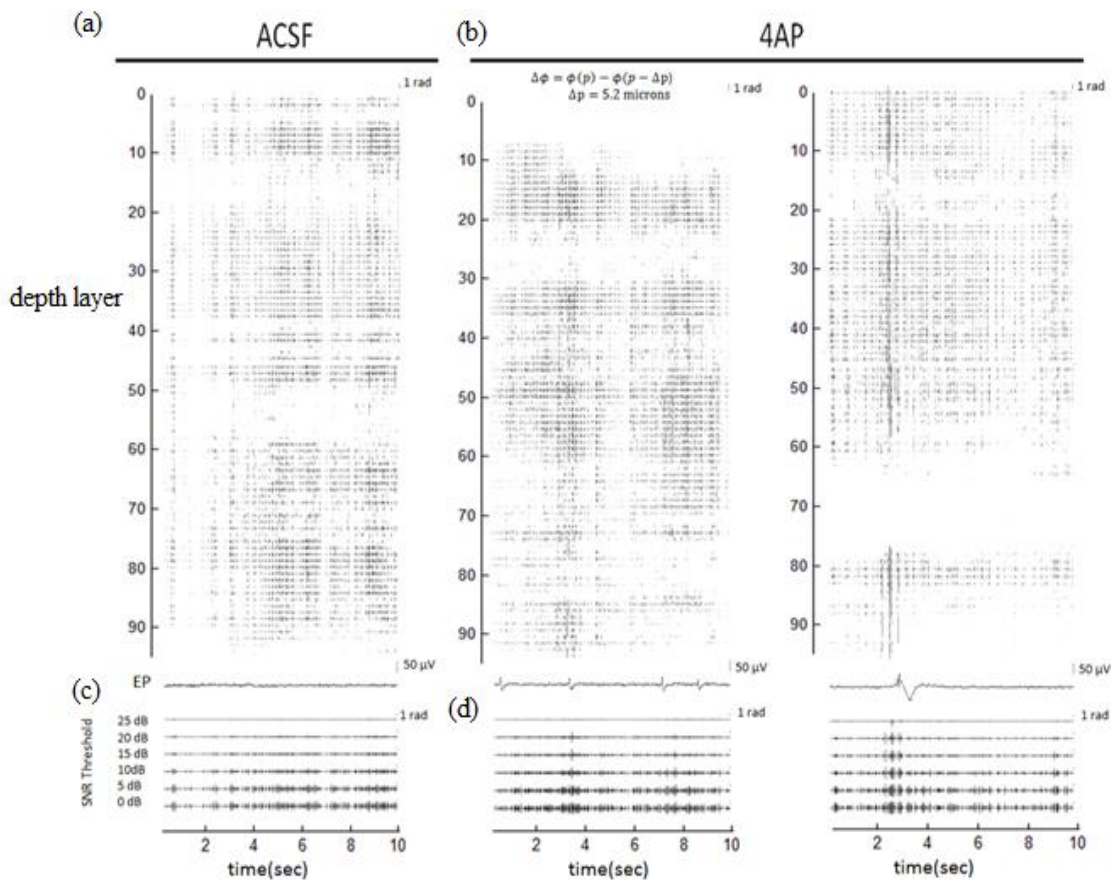 (a)
ACSF
(b)
4AP
1 rad
Δϕ = ϕ(p) − ϕ(p − Δp)
Δp = 5.2 microns
1 rad
1 rad
depth layer
0
10
20
30
40
50
60
70
80
90
0
10
20
30
40
50
60
70
80
90
0
10
20
30
40
50
60
70
80
90
(c)
EP
50 μV
50 μV
50 μV
SNR Threshold
25 dB
20 dB
15 dB
10dB
5 dB
0 dB
1 rad
(d)
1 rad
1 rad
2 4 6 8 10
time(sec)
2 4 6 8 10
time(sec)
2 4 6 8 10
time(sec)